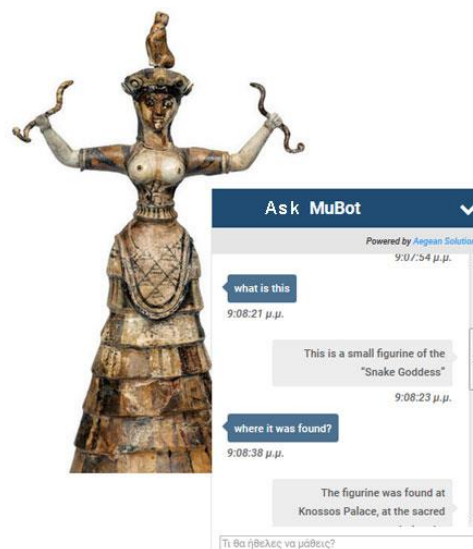 Ask MuBot
Powered by Aegean Solution
9:07:54 μ.μ.
what is this
9:08:21 μ.μ.
This is a small figurine of the
"Snake Goddess"
9:08:23 μ.μ.
where it was found?
9:08:38 μ.μ.
The figurine was found at
Knossos Palace, at the sacred
Τι θα ήθελες να μάθεις?